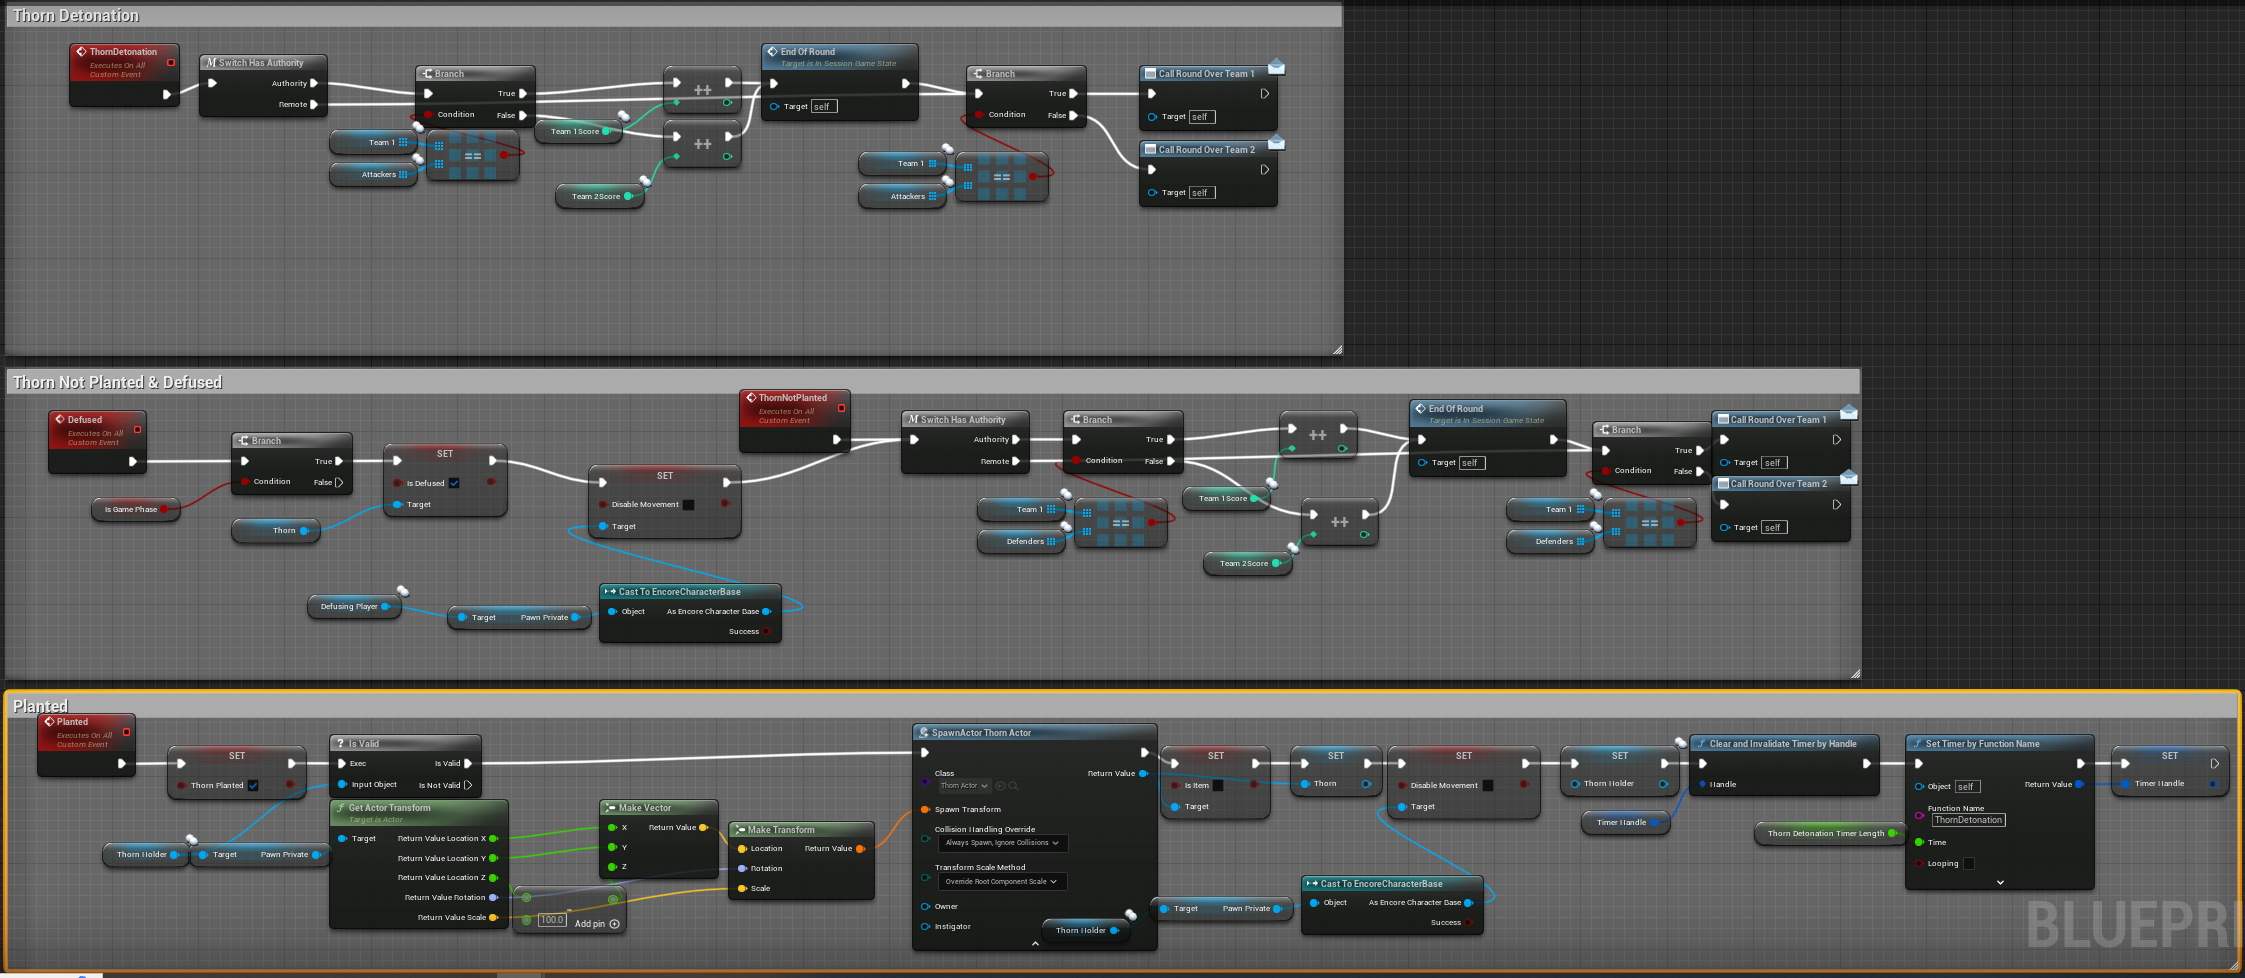 Thorn Detonation
ThornDetonation
Executes On All
Custom Event
Switch Has Authority
Authority
Remote
Branch
True
Condition
False
Team 1
Attackers
==
Team 1Score
Team 2Score
++
++
End Of Round
Target is In Session Game State
Target self
Branch
True
Condition
False
Team 1
Attackers
==
Call Round Over Team 1
Target self
Call Round Over Team 2
Target self
Thorn Not Planted & Defused
Defused
Executes On All
Custom Event
Is Game Phase
Branch
True
Condition
False
Thorn
SET
Is Defused
Target
SET
Disable Movement
Target
Defusing Player
Target Pawn Private
Cast To EncoreCharacterBase
Object As Encore Character Base
Success
ThornNotPlanted
Executes On All
Custom Event
Switch Has Authority
Authority
Remote
Branch
True
Condition
False
Team 1
Defenders
==
Team 1Score
Team 2Score
++
++
End Of Round
Target is In Session Game State
Target self
Branch
True
Condition
False
Team 1
Defenders
==
Call Round Over Team 1
Target self
Call Round Over Team 2
Target self
Planted
Planted
Executes On All
Custom Event
SET
Thorn Planted
Thorn Holder
Target Pawn Private
? Is Valid
Exec Is Valid
Input Object Is Not Valid
f Get Actor Transform
Target is Actor
Target Return Value Location X
Return Value Location Y
Return Value Location Z
Return Value Rotation
Return Value Scale
100.0
Add pin
Make Vector
X Return Value
Y
Z
Make Transform
Location Return Value
Rotation
Scale
SpawnActor Thorn Actor
Class
Thorn Actor
Return Value
Spawn Transform
Collision Handling Override
Always Spawn, Ignore Collisions
Transform Scale Method
Override Root Component Scale
Owner
Instigator
Thorn Holder
SET
Is Item
Target
SET
Thorn
SET
Disable Movement
Target
Target Pawn Private
Cast To EncoreCharacterBase
Object As Encore Character Base
Success
SET
Thorn Holder
Timer Handle
f Clear and Invalidate Timer by Handle
Handle
Thorn Detonation Timer Length
f Set Timer by Function Name
Object self
Return Value
Function Name
ThornDetonation
Time
Looping
SET
Timer Handle
BLUEPRI